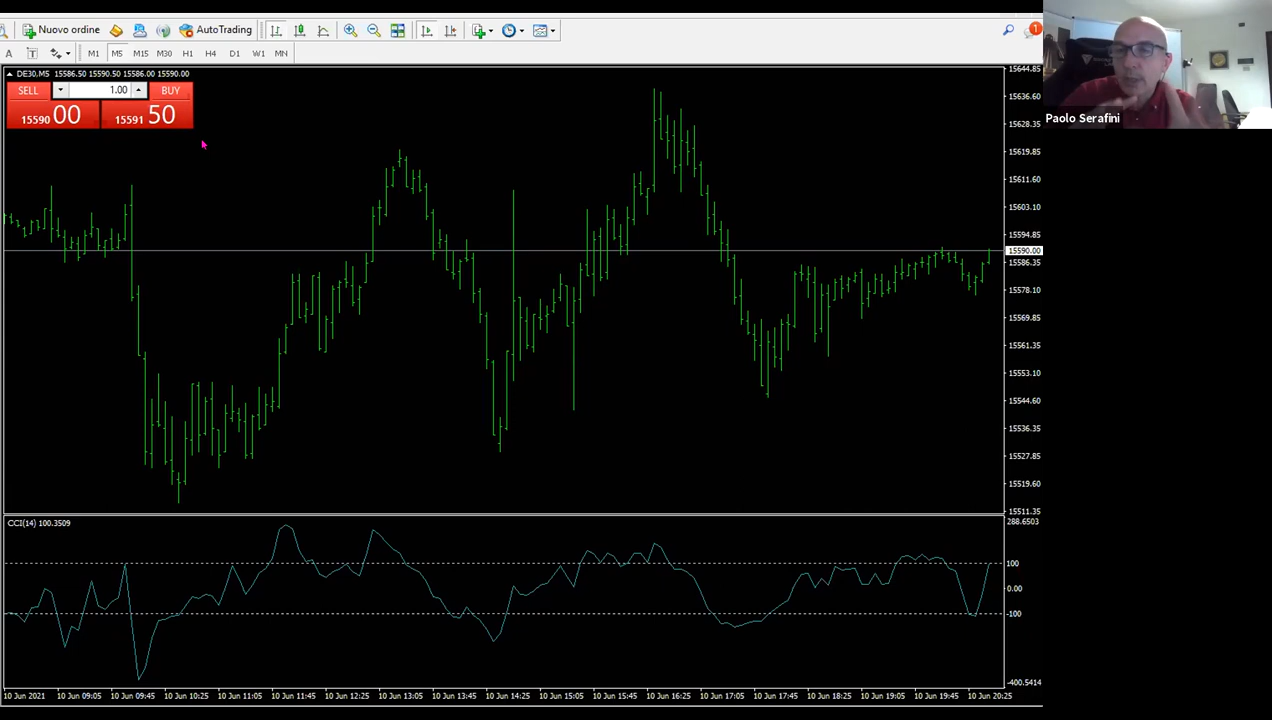 Nuovo ordine
AutoTrading
1
A T M1 M5 M15 M30 H1 H4 D1 W1 MN
DE30,M5 15586.50 15590.50 15586.00 15590.00
SELL 1.00 BUY
15590 00 15591 50
Paolo Serafini
15644.85
15636.60
15628.35
15619.85
15611.60
15603.10
15594.85
15590.00
15586.35
15578.10
15569.85
15561.35
15553.10
15544.60
15536.35
15527.85
15519.60
15511.35
CCI(14) 100.3509
288.6503
100
0.00
-100
-400.5414
10 Jun 2021 10 Jun 09:05 10 Jun 09:45 10 Jun 10:25 10 Jun 11:05 10 Jun 11:45 10 Jun 12:25 10 Jun 13:05 10 Jun 13:45 10 Jun 14:25 10 Jun 15:05 10 Jun 15:45 10 Jun 16:25 10 Jun 17:05 10 Jun 17:45 10 Jun 18:25 10 Jun 19:05 10 Jun 19:45 10 Jun 20:25